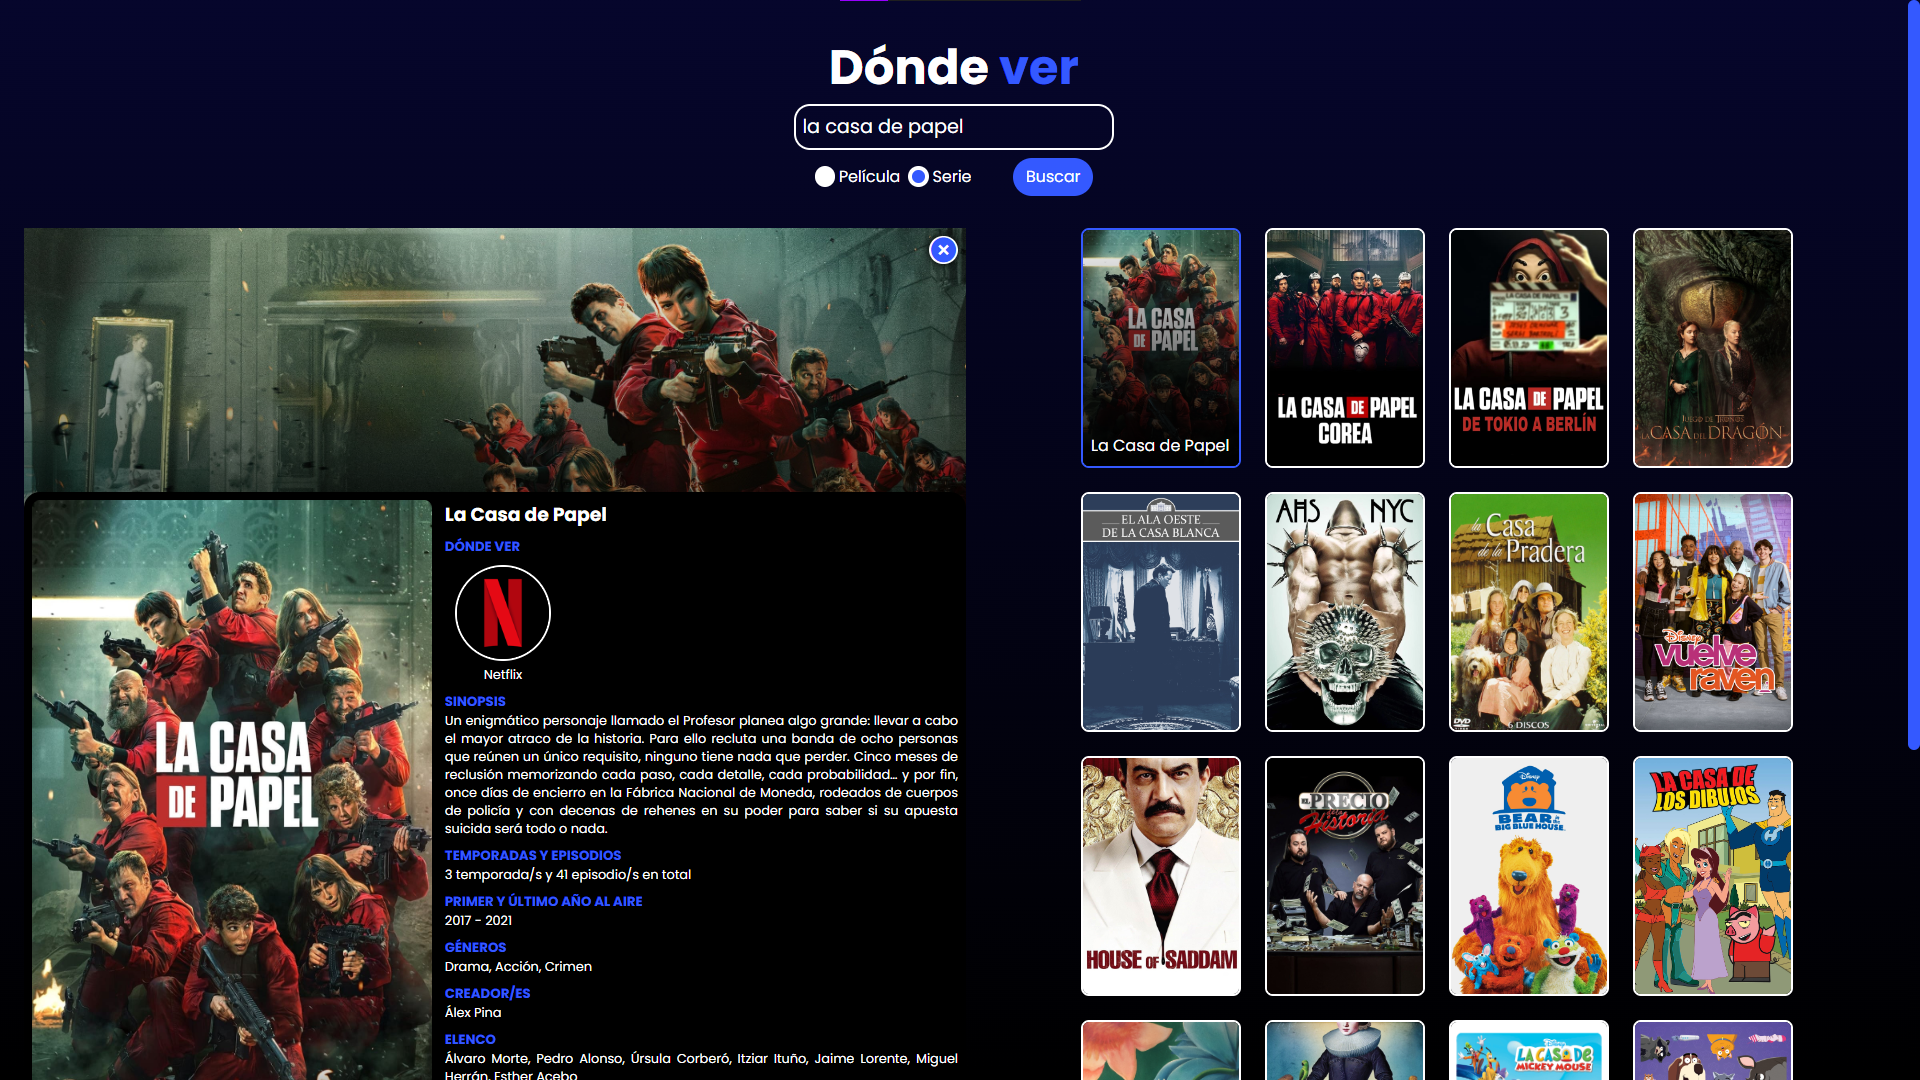 Dónde ver
la casa de papel
Película Serie Buscar
LA CASA
DE PAPEL
La Casa de Papel
LA CASA DE PAPEL
COREA
LA CASA DE PAPEL
DE TOKIO A BERLÍN
JUEGO DE TRONOS
LA CASA DEL DRAGÓN
La Casa de Papel
DÓNDE VER
Netflix
SINOPSIS
Un enigmático personaje llamado el Profesor planea algo grande: llevar a cabo
el mayor atraco de la historia. Para ello recluta una banda de ocho personas
que reúnen un único requisito, ninguno tiene nada que perder. Cinco meses de
reclusión memorizando cada paso, cada detalle, cada probabilidad... y por fin,
once días de encierro en la Fábrica Nacional de Moneda, rodeados de cuerpos
de policía y con decenas de rehenes en su poder para saber si su apuesta
suicida será todo o nada.
TEMPORADAS Y EPISODIOS
3 temporada/s y 41 episodio/s en total
PRIMER Y ÚLTIMO AÑO AL AIRE
2017 - 2021
GÉNEROS
Drama, Acción, Crimen
CREADOR/ES
Álex Pina
ELENCO
Álvaro Morte, Pedro Alonso, Úrsula Corberó, Itziar Ituño, Jaime Lorente, Miguel
Herrán, Esther Acebo
LA CASA
DE PAPEL
EL ALA OESTE
DE LA CASA BLANCA
AHS NYC
la Casa
de la Pradera
DVD
6 DISCOS
Disney
vuelve
raven
HOUSE OF SADDAM
EL PRECIO
Historia
Disney
BEAR
BIG BLUE HOUSE
LA CASA DE
LOS DIBUJOS
LA CASA DE
MICKEY MOUSE